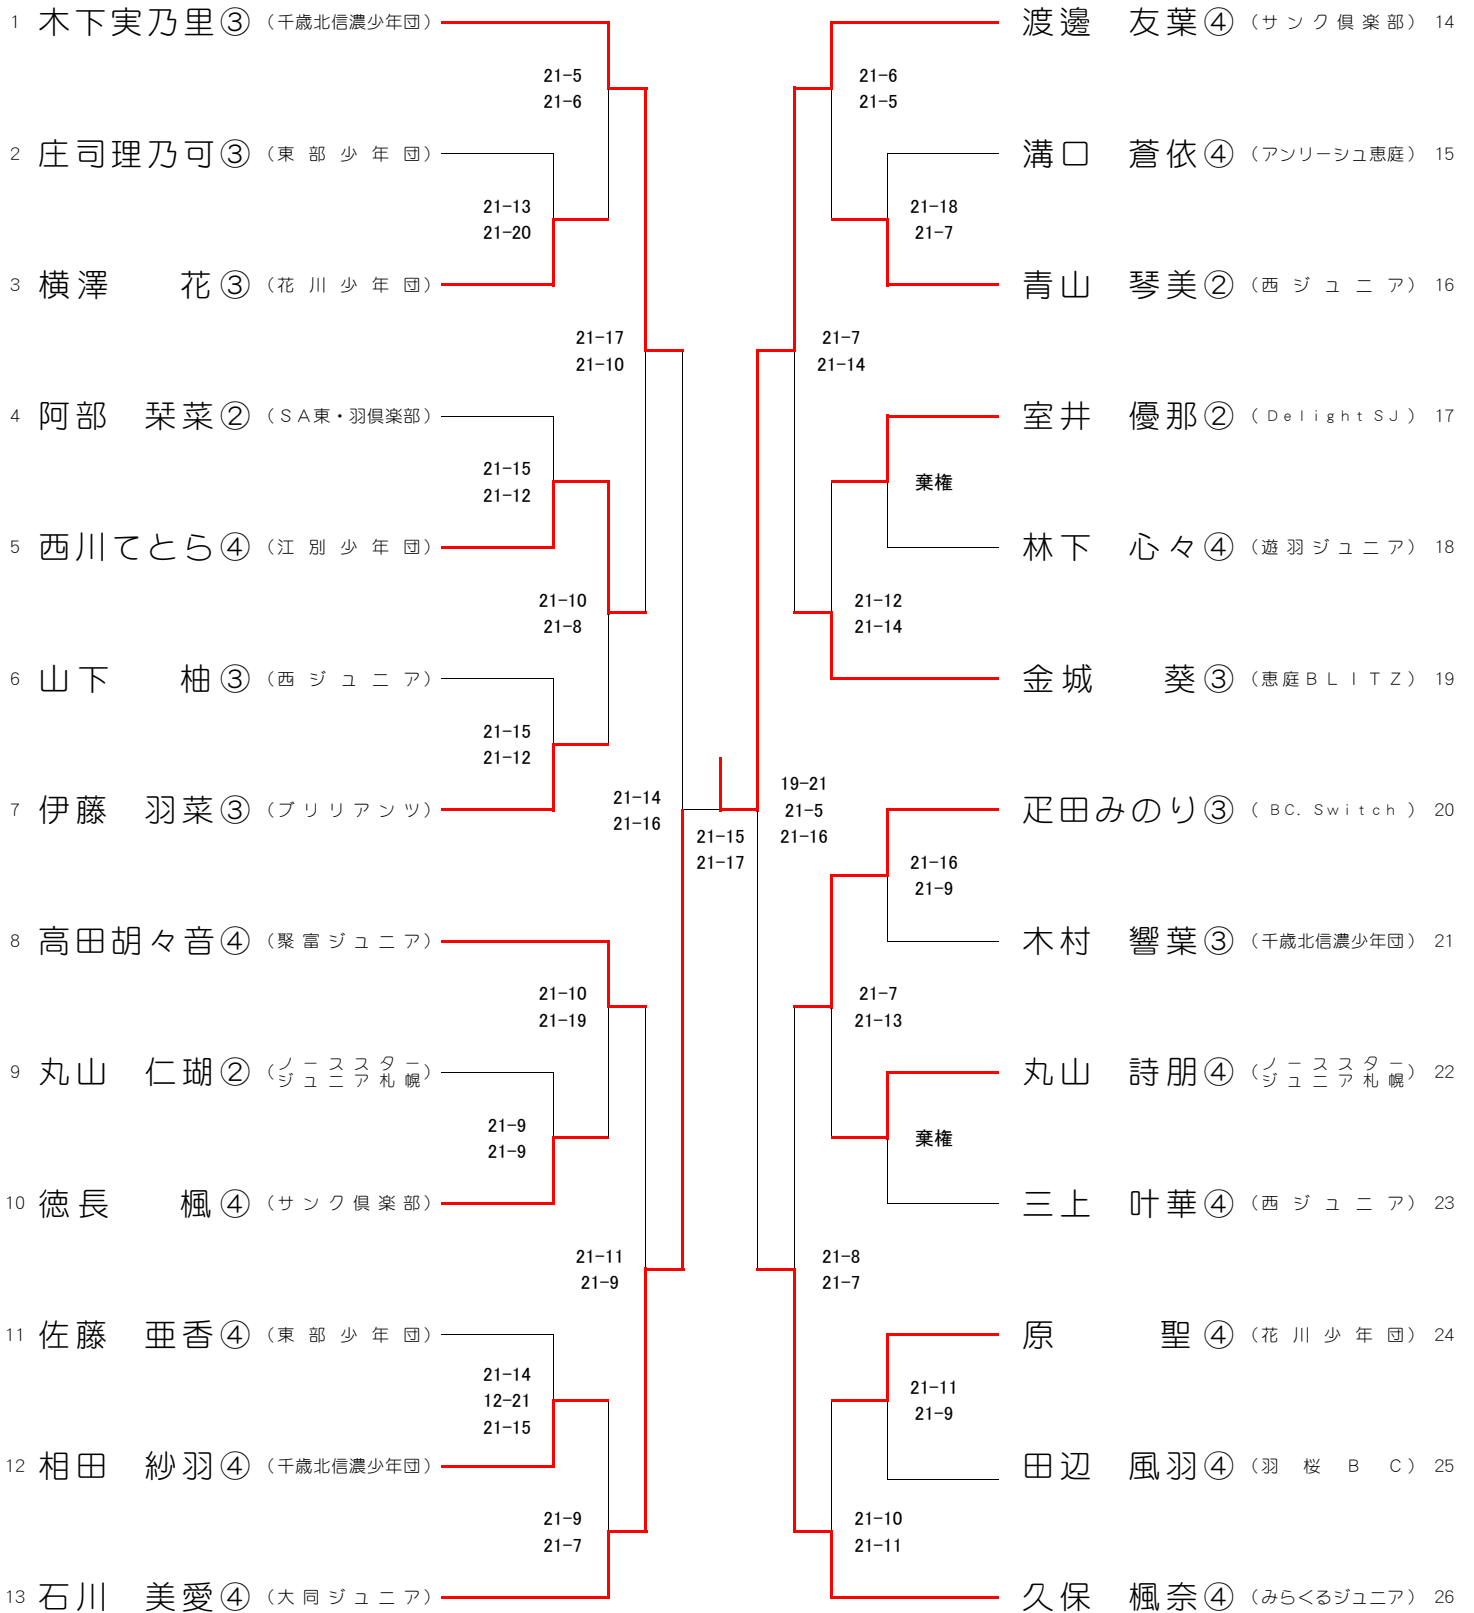 1 木下実乃里③ （千歳北信濃少年団）
21-5
21-6
2 庄司理乃可③ （東部少年団）
21-13
21-20
3 横澤 花③ （花川少年団）
21-17
21-10
4 阿部 栞菜② （ＳＡ東・羽倶楽部）
21-15
21-12
5 西川てとら④ （江別少年団）
21-10
21-8
6 山下 柚③ （西ジュニア）
21-15
21-12
7 伊藤 羽菜③ （ブリリアンツ）
21-14
21-16
8 高田胡々音④ （聚富ジュニア）
21-10
21-19
9 丸山 仁瑚② （ノーススタージュニア札幌）
21-9
21-9
10 徳長 楓④ （サンク倶楽部）
21-11
21-9
11 佐藤 亜香④ （東部少年団）
21-14
12-21
21-15
12 相田 紗羽④ （千歳北信濃少年団）
21-9
21-7
13 石川 美愛④ （大同ジュニア）
21-15
21-17
渡邊 友葉④ （サンク倶楽部） 14
21-6
21-5
溝口 蒼依④ （アンリーシュ恵庭） 15
21-18
21-7
青山 琴美② （西ジュニア） 16
21-7
21-14
室井 優那② （DelightSJ） 17
棄権
林下 心々④ （遊羽ジュニア） 18
21-12
21-14
金城 葵③ （恵庭ＢＬＩＴＺ） 19
19-21
21-5
21-16
疋田みのり③ （BC.Switch） 20
21-16
21-9
木村 響葉③ （千歳北信濃少年団） 21
21-7
21-13
丸山 詩朋④ （ノーススタージュニア札幌） 22
棄権
三上 叶華④ （西ジュニア） 23
21-8
21-7
原 聖④ （花川少年団） 24
21-11
21-9
田辺 風羽④ （羽桜ＢＣ） 25
21-10
21-11
久保 楓奈④ （みらくるジュニア） 26